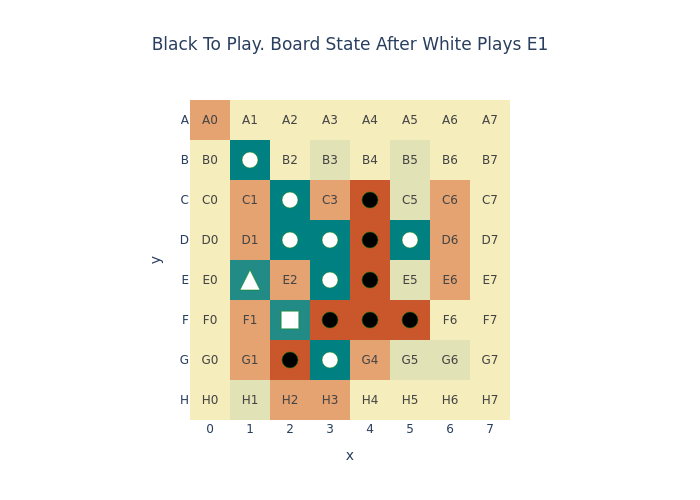 Black To Play. Board State After White Plays E1
A A0 A1 A2 A3 A4 A5 A6 A7
B B0 B2 B3 B4 B5 B6 B7
C C0 C1 C3 C5 C6 C7
D D0 D1 D6 D7
E E0 E2 E5 E6 E7
F F0 F1 F6 F7
G G0 G1 G4 G5 G6 G7
H H0 H1 H2 H3 H4 H5 H6 H7
0 1 2 3 4 5 6 7
x
y